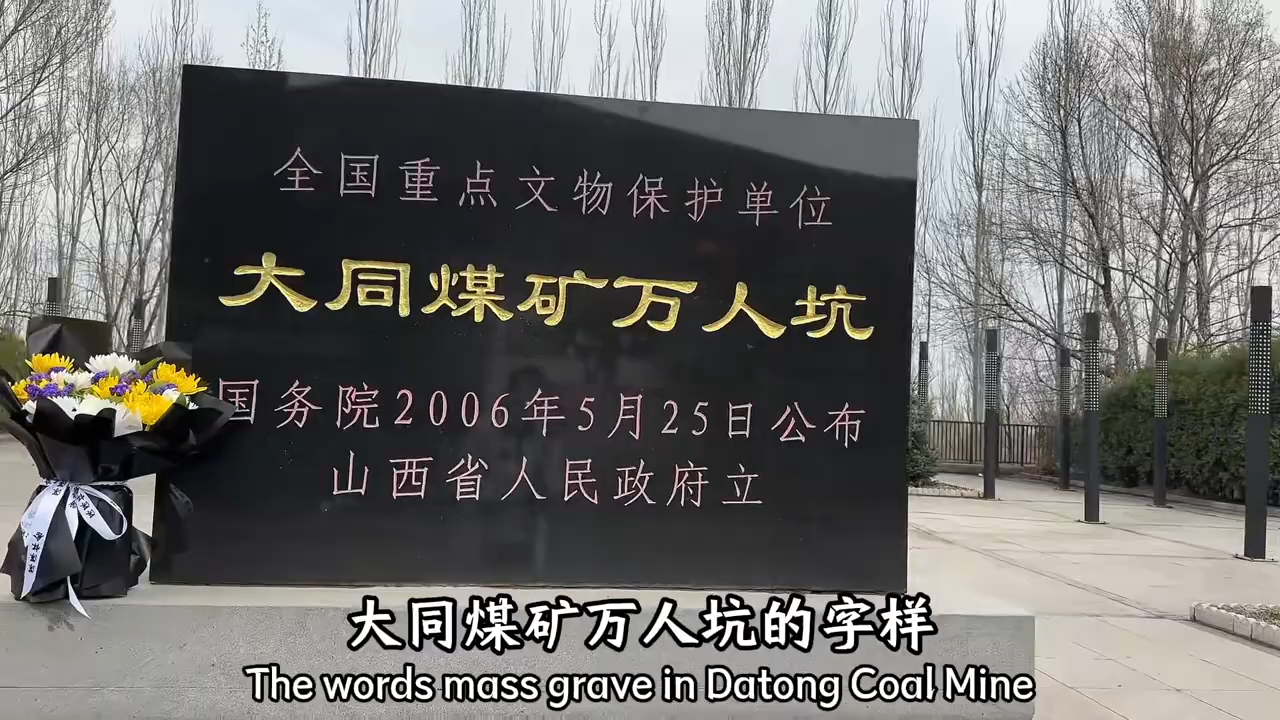 全国重点文物保护单位
大同煤矿万人坑
国务院2006年5月25日公布
山西省人民政府立
大同煤矿万人坑的字样
The words mass grave in Datong Coal Mine